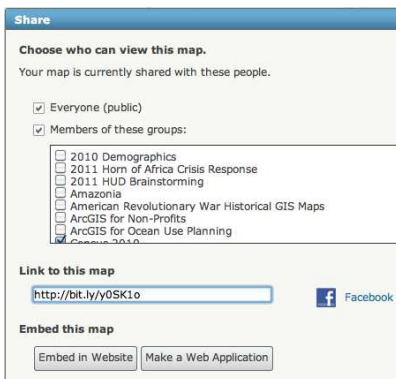 Share
Choose who can view this map.
Your map is currently shared with these people.
Everyone (public)
Members of these groups:
2010 Demographics
2011 Horn of Africa Crisis Response
2011 HUD Brainstorming
Amazonia
American Revolutionary War Historical GIS Maps
ArcGIS for Non-Profits
ArcGIS for Ocean Use Planning
Census 2010
Link to this map
http://bit.ly/y0SK1o
Facebook
Embed this map
Embed in Website Make a Web Application